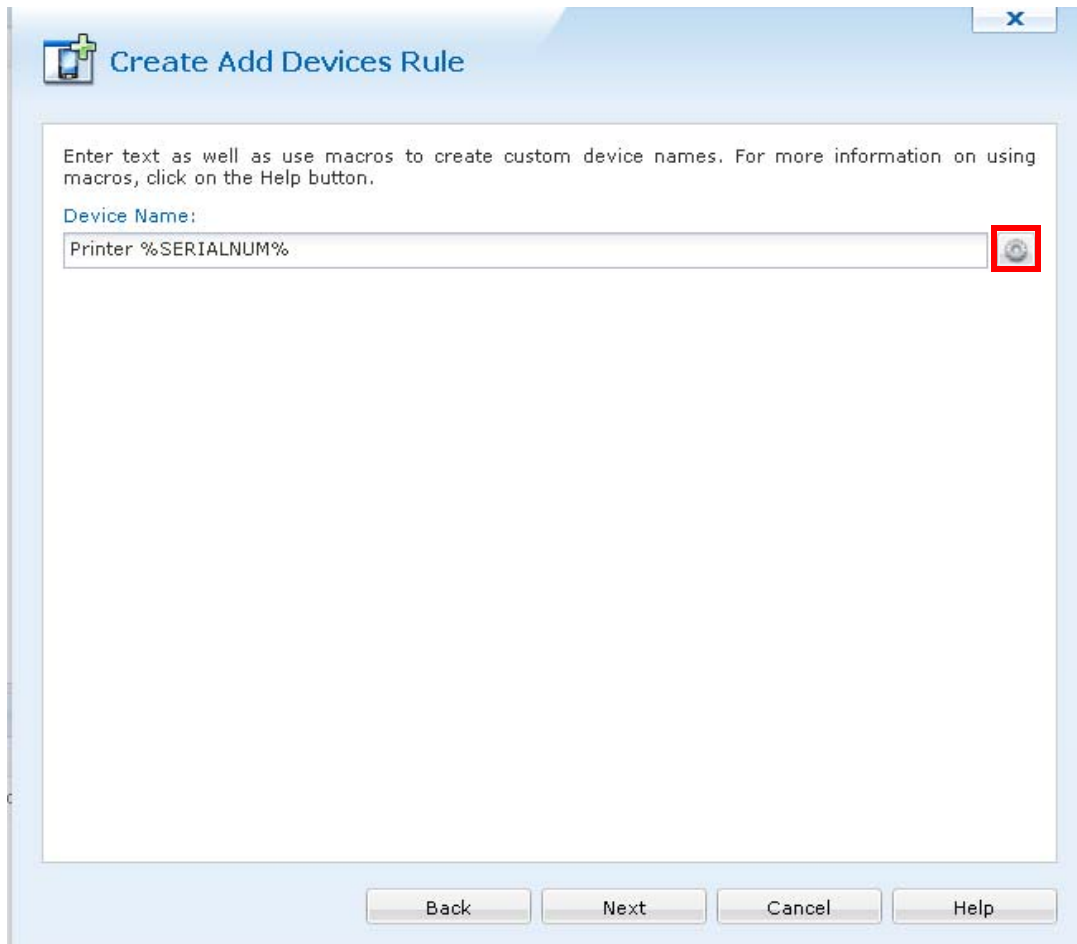 x
Create Add Devices Rule
Enter text as well as use macros to create custom device names. For more information on using
macros, click on the Help button.
Device Name:
Printer %SERIALNUM%
Back Next Cancel Help